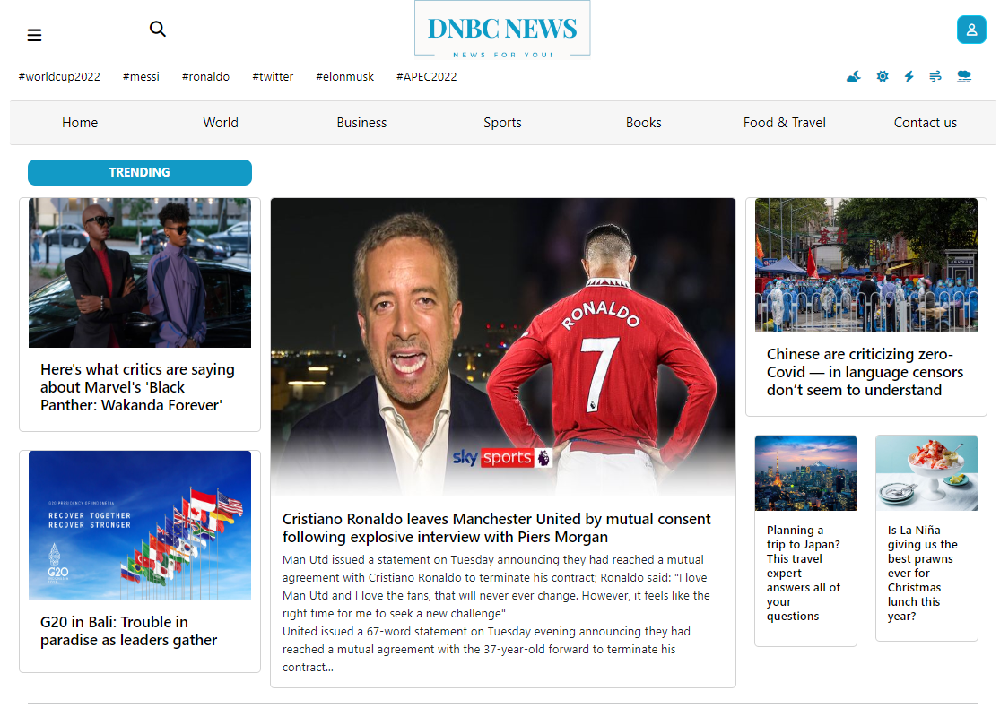 DNBC NEWS
NEWS FOR YOU!
#worldcup2022 #messi #ronaldo #twitter #elonmusk #APEC2022
Home World Business Sports Books Food & Travel Contact us
TRENDING
Here's what critics are saying
about Marvel's 'Black
Panther: Wakanda Forever'
G20 PRESIDENCY OF INDONESIA
RECOVER TOGETHER
RECOVER STRONGER
G20
G20 in Bali: Trouble in
paradise as leaders gather
RONALDO
7
sky sports
Cristiano Ronaldo leaves Manchester United by mutual consent
following explosive interview with Piers Morgan
Man Utd issued a statement on Tuesday announcing they had reached a mutual
agreement with Cristiano Ronaldo to terminate his contract; Ronaldo said: "I love
Man Utd and I love the fans, that will never ever change. However, it feels like the
right time for me to seek a new challenge"
United issued a 67-word statement on Tuesday evening announcing they had
reached a mutual agreement with the 37-year-old forward to terminate his
contract...
Chinese are criticizing zero-
Covid — in language censors
don’t seem to understand
Planning a
trip to Japan?
This travel
expert
answers all of
your
questions
Is La Niña
giving us the
best prawns
ever for
Christmas
lunch this
year?